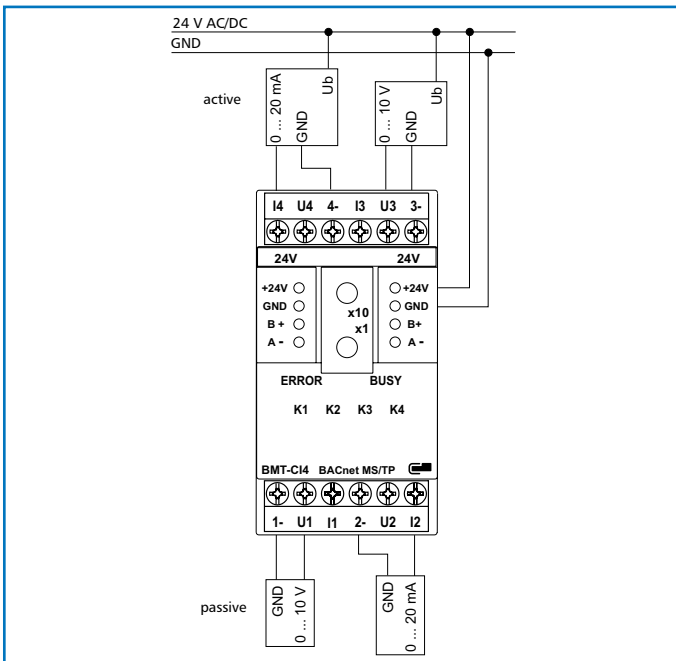 24 V AC/DC
GND
active
0 ... 20 mA
GND
Ub
0 ... 10 V
GND
Ub
I4 U4 4- I3 U3 3-
24V 24V
+24V +24V
GND GND
x10
B + B+
x1
A - A -
ERROR BUSY
K1 K2 K3 K4
BMT-CI4 BACnet MS/TP
1- U1 I1 2- U2 I2
passive
GND
0 ... 10 V
GND
0 ... 20 mA